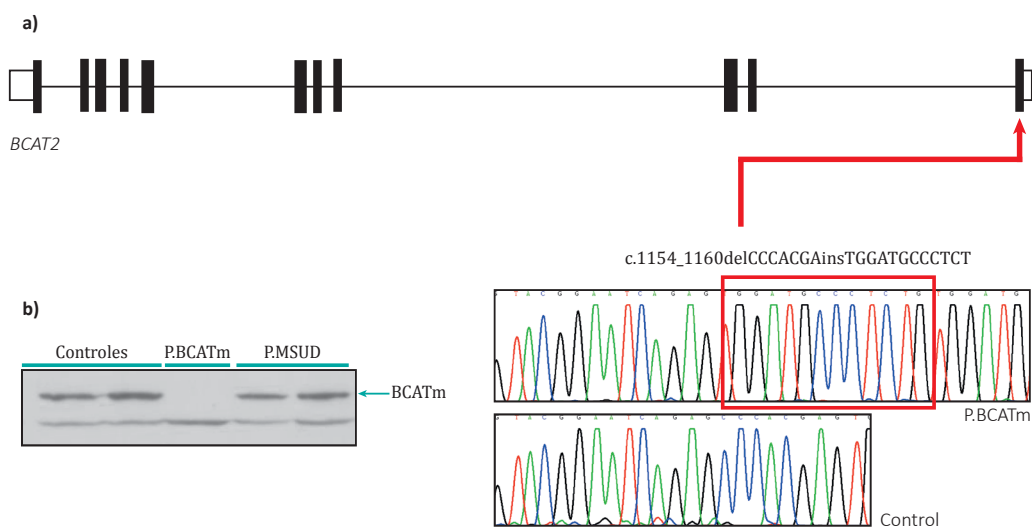 a)
BCAT2
c.1154_1160delCCCACGAinsTGGATGCCCTCT
G T A C G G A A T C A G A G T G G A T G C C C T C T G T G G A T G
P.BCATm
b)
Controles P.BCATm P.MSUD
BCATm
G T A C G G A A T C A G A G C C C A C G A G T
Control